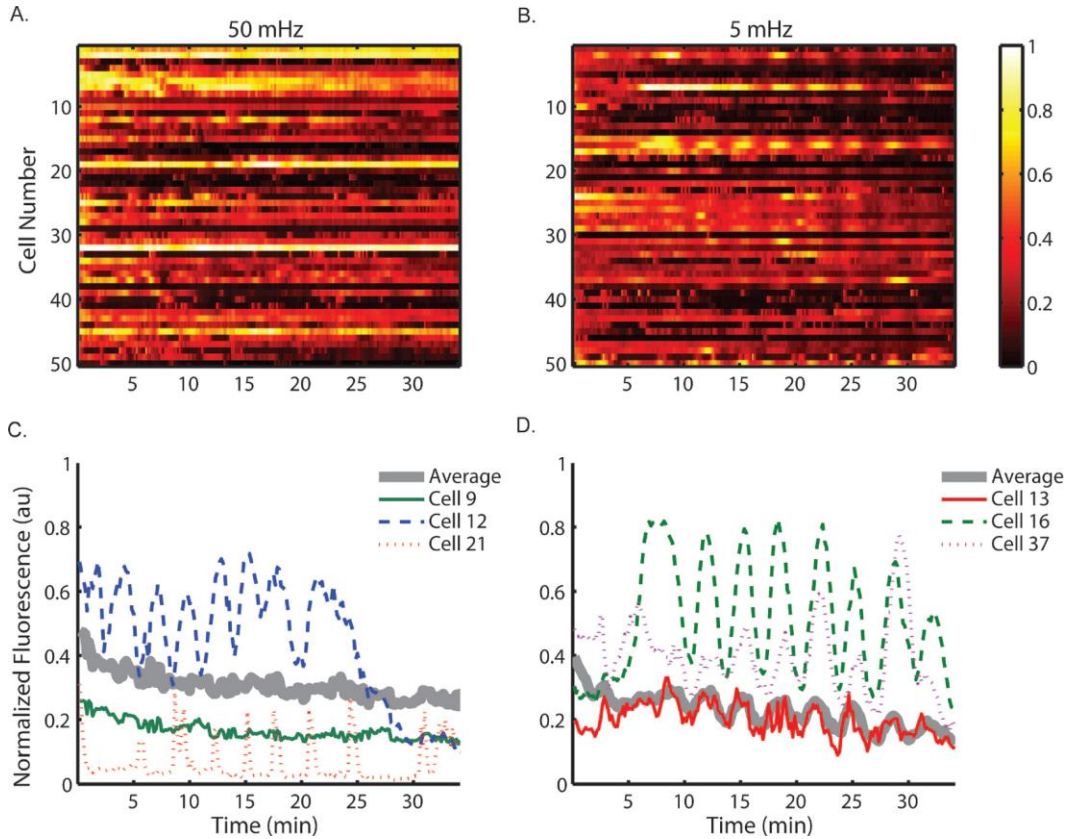 A.
50 mHz
B.
5 mHz
Cell Number
10
20
30
40
50
5 10 15 20 25 30
10
20
30
40
50
5 10 15 20 25 30
1
0.8
0.6
0.4
0.2
0
C.
Normalized Fluorescence (au)
1
0.8
0.6
0.4
0.2
0
Average
Cell 9
Cell 12
Cell 21
5 10 15 20 25 30
Time (min)
D.
1
0.8
0.6
0.4
0.2
0
Average
Cell 13
Cell 16
Cell 37
5 10 15 20 25 30
Time (min)